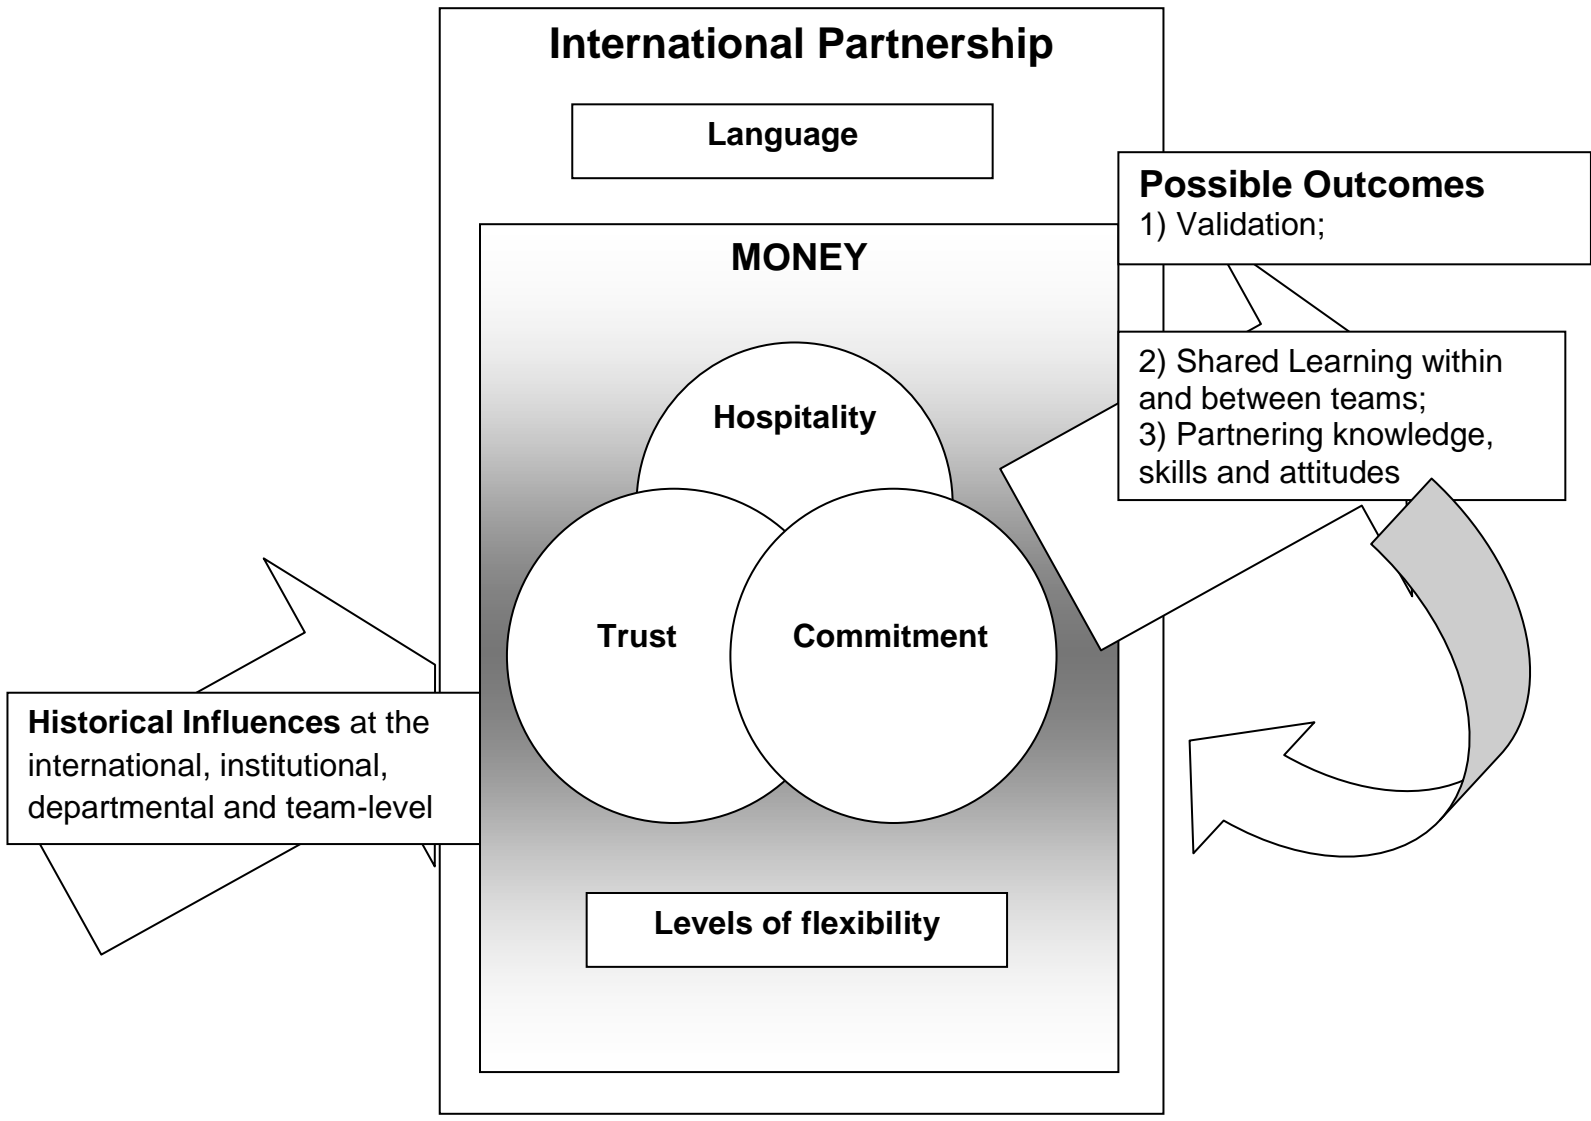 International Partnership
Language
Possible Outcomes
1) Validation;
MONEY
2) Shared Learning within
and between teams;
3) Partnering knowledge,
skills and attitudes
Hospitality
Trust
Commitment
Historical Influences at the
international, institutional,
departmental and team-level
Levels of flexibility